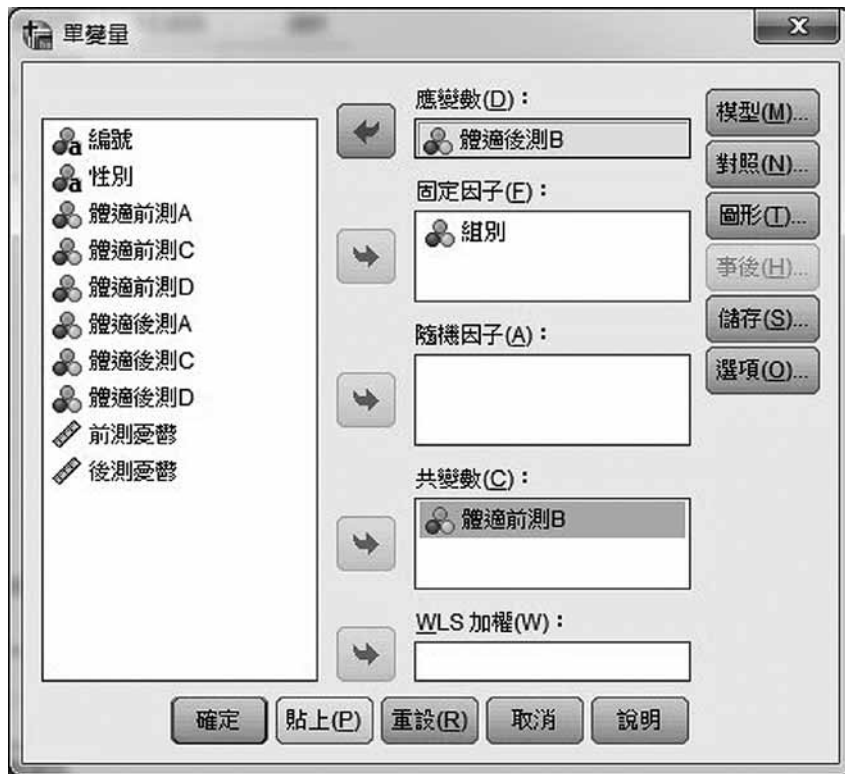 單變量
編號
性別
體適前測A
體適前測C
體適前測D
體適後測A
體適後測C
體適後測D
前測憂鬱
後測憂鬱
應變數(D)：
體適後測B
固定因子(F)：
組別
隨機因子(A)：
共變數(C)：
體適前測B
WLS 加權(W)：
模型(M)...
對照(N)...
圖形(T)...
事後(H)...
儲存(S)...
選項(O)...
確定
貼上(P)
重設(R)
取消
說明